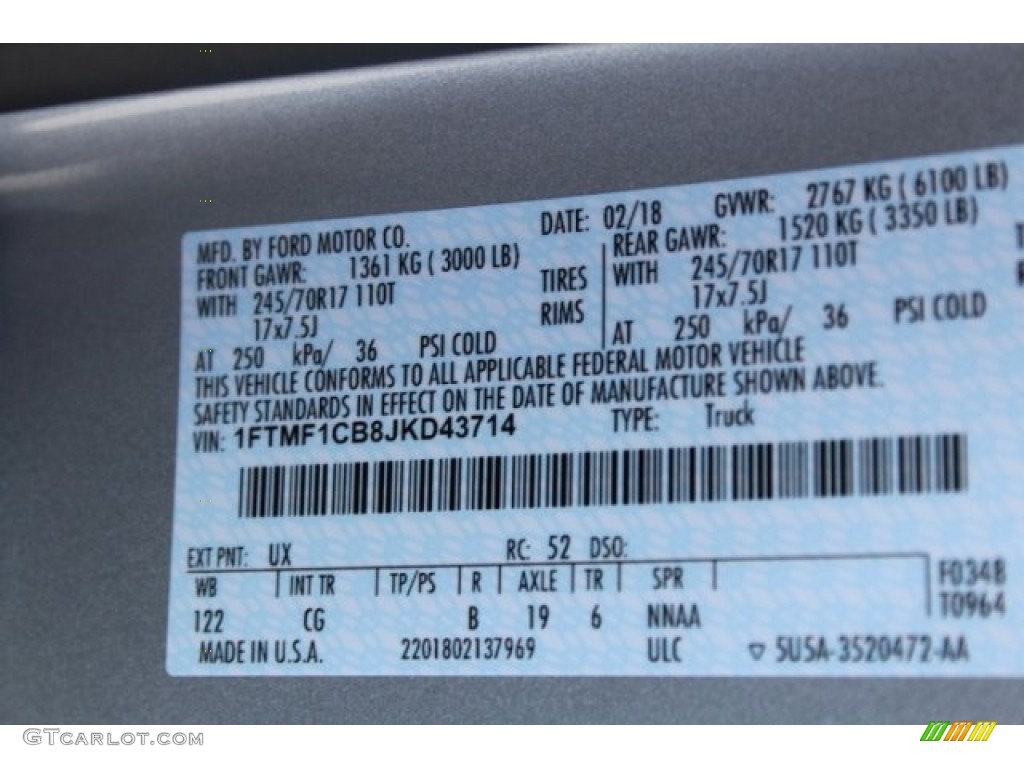 MFD. BY FORD MOTOR CO. DATE: 02/18 GVWR: 2767 KG ( 6100 LB)
FRONT GAWR: 1361 KG ( 3000 LB) REAR GAWR: 1520 KG ( 3350 LB)
WITH 245/70R17 110T TIRES WITH 245/70R17 110T
17x7.5J RIMS 17x7.5J
AT 250 kPa/ 36 PSI COLD AT 250 kPa/ 36 PSI COLD
THIS VEHICLE CONFORMS TO ALL APPLICABLE FEDERAL MOTOR VEHICLE
SAFETY STANDARDS IN EFFECT ON THE DATE OF MANUFACTURE SHOWN ABOVE.
VIN: 1FTMF1CB8JKD43714 TYPE: Truck
EXT PNT: UX RC: 52 DSO:
WB INT TR TP/PS R AXLE TR SPR F0348
122 CG B 19 6 NNAA T0964
MADE IN U.S.A. 2201802137969 ULC ▽ 5U5A-3520472-AA
GTCARLOT.COM